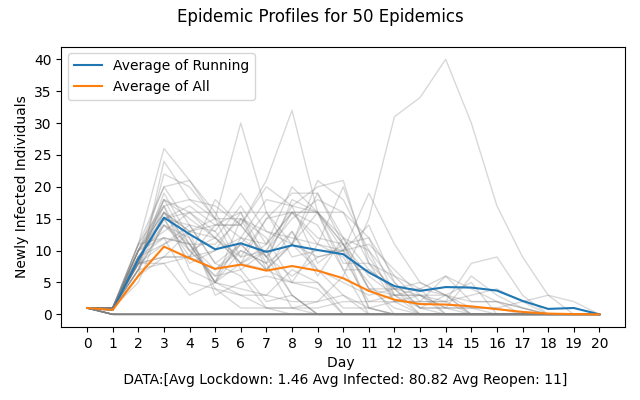 Epidemic Profiles for 50 Epidemics
Newly Infected Individuals
40
35
30
25
20
15
10
5
0
Average of Running
Average of All
0 1 2 3 4 5 6 7 8 9 10 11 12 13 14 15 16 17 18 19 20
Day
DATA:[Avg Lockdown: 1.46 Avg Infected: 80.82 Avg Reopen: 11]